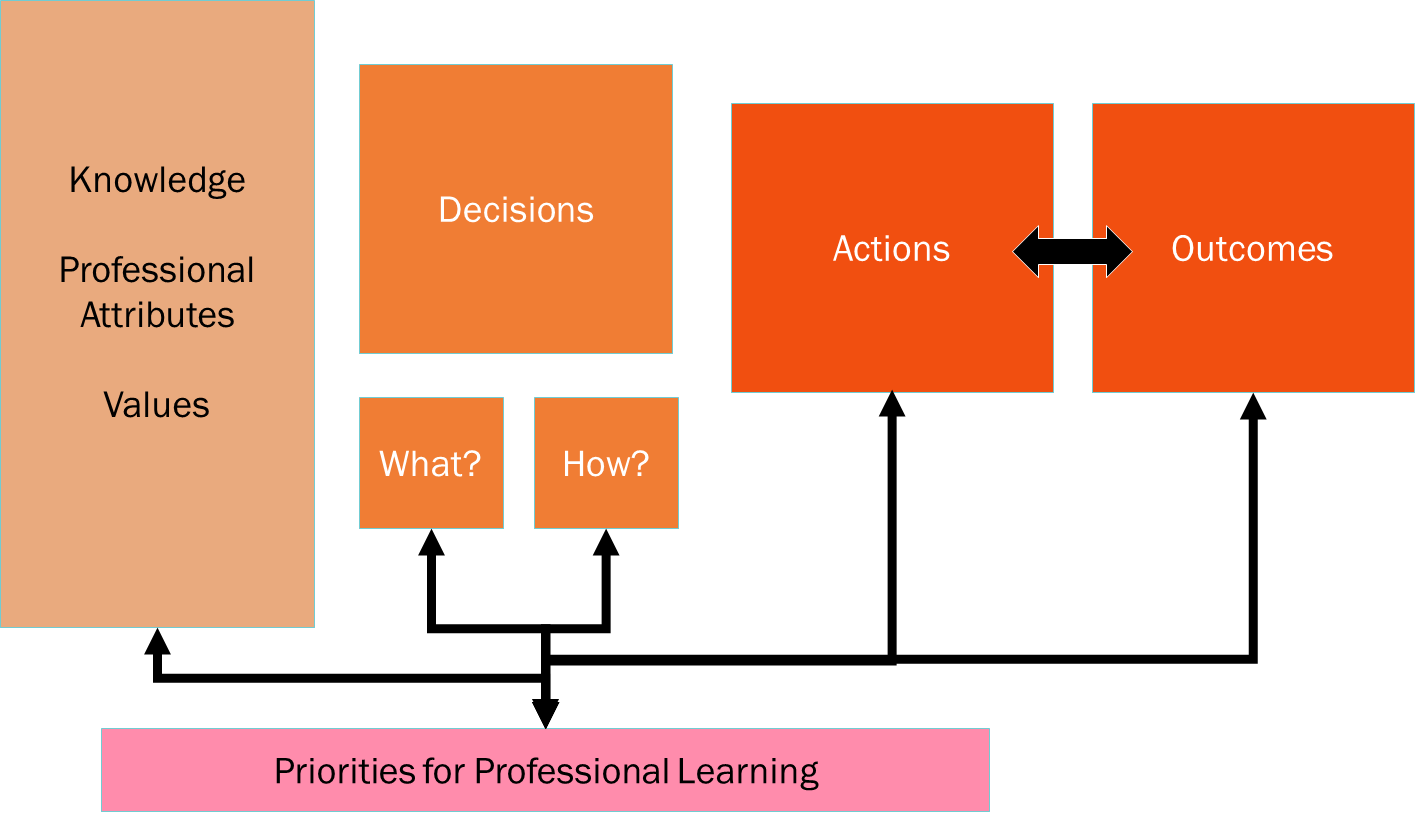 Knowledge
Professional
Attributes
Values
Decisions
What?
How?
Actions
Outcomes
Priorities for Professional Learning